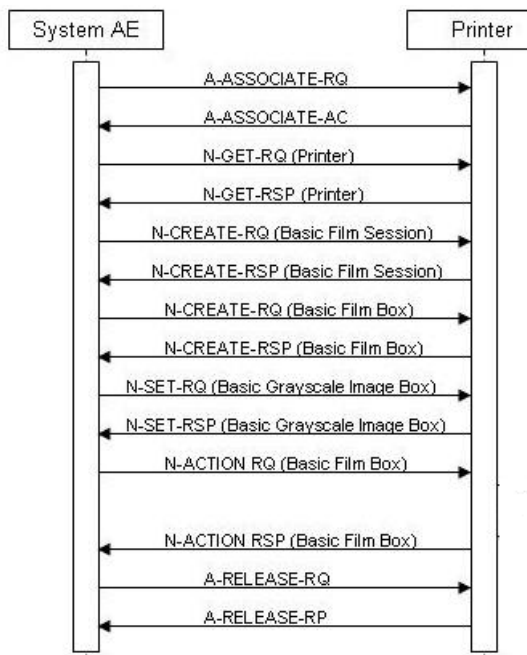 System AE
Printer
A-ASSOCIATE-RQ
A-ASSOCIATE-AC
N-GET-RQ (Printer)
N-GET-RSP (Printer)
N-CREATE-RQ (Basic Film Session)
N-CREATE-RSP (Basic Film Session)
N-CREATE-RQ (Basic Film Box)
N-CREATE-RSP (Basic Film Box)
N-SET-RQ (Basic Grayscale Image Box)
N-SET-RSP (Basic Grayscale Image Box)
N-ACTION RQ (Basic Film Box)
N-ACTION RSP (Basic Film Box)
A-RELEASE-RQ
A-RELEASE-RP